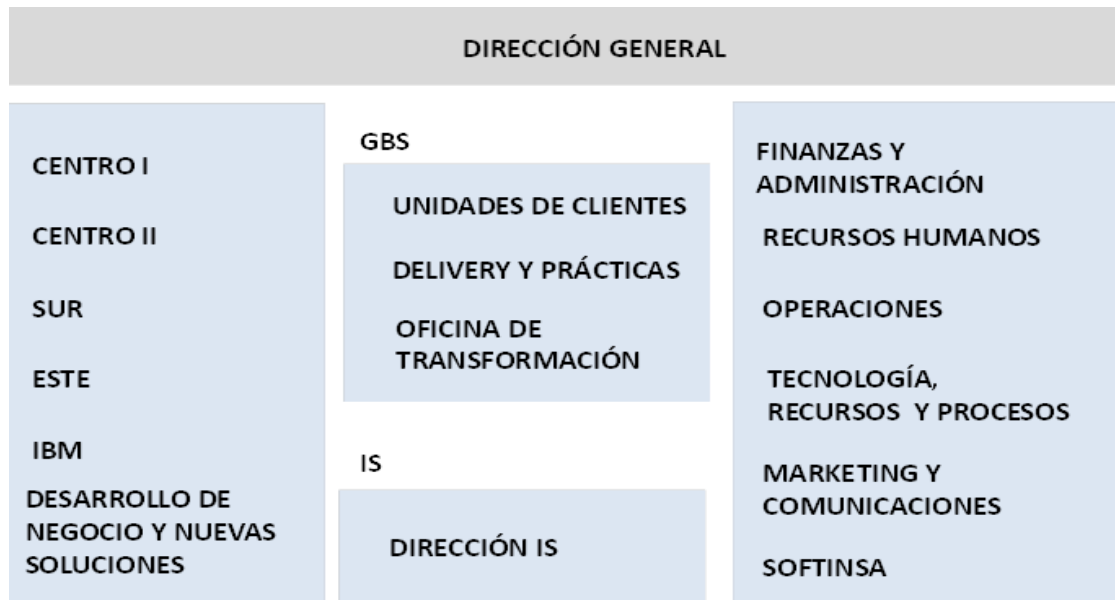 DIRECCIÓN GENERAL
CENTRO I
CENTRO II
SUR
ESTE
IBM
DESARROLLO DE
NEGOCIO Y NUEVAS
SOLUCIONES
GBS
UNIDADES DE CLIENTES
DELIVERY Y PRÁCTICAS
OFICINA DE
TRANSFORMACIÓN
IS
DIRECCIÓN IS
FINANZAS Y
ADMINISTRACIÓN
RECURSOS HUMANOS
OPERACIONES
TECNOLOGÍA,
RECURSOS Y PROCESOS
MARKETING Y
COMUNICACIONES
SOFTINSA